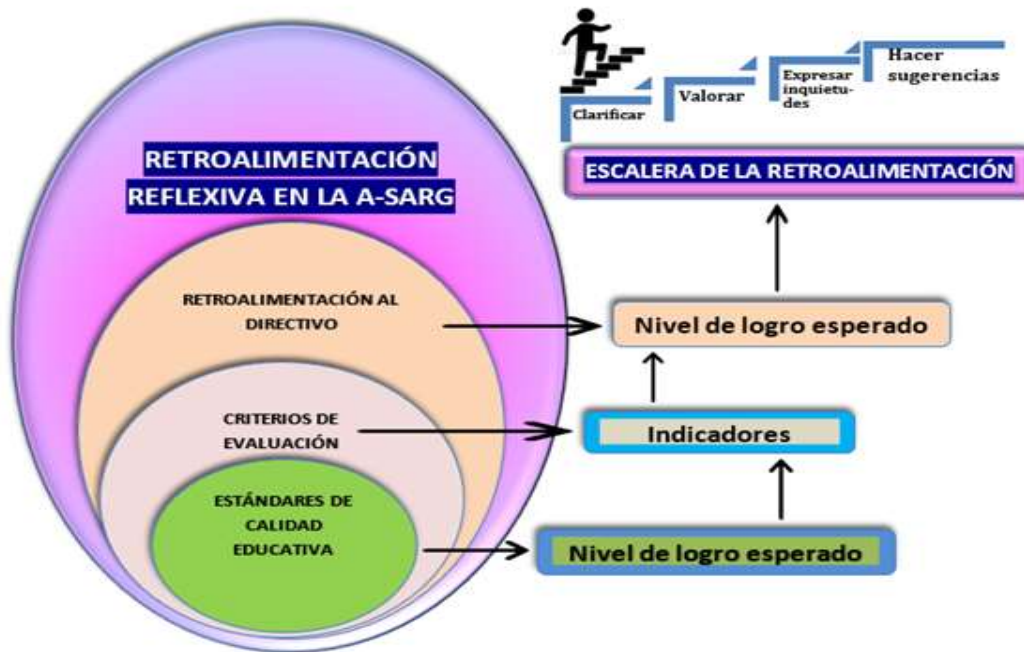 Clarificar
Valorar
Expresar
inquietu-
des
Hacer
sugerencias
RETROALIMENTACIÓN
REFLEXIVA EN LA A-SARG
ESCALERA DE LA RETROALIMENTACIÓN
RETROALIMENTACIÓN AL
DIRECTIVO
Nivel de logro esperado
CRITERIOS DE
EVALUACIÓN
Indicadores
ESTÁNDARES DE
CALIDAD
EDUCATIVA
Nivel de logro esperado